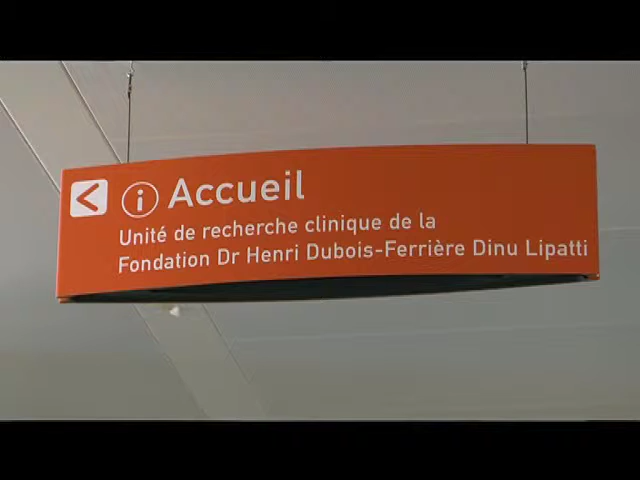 i Accueil
Unité de recherche clinique de la
Fondation Dr Henri Dubois-Ferrière Dinu Lipatti